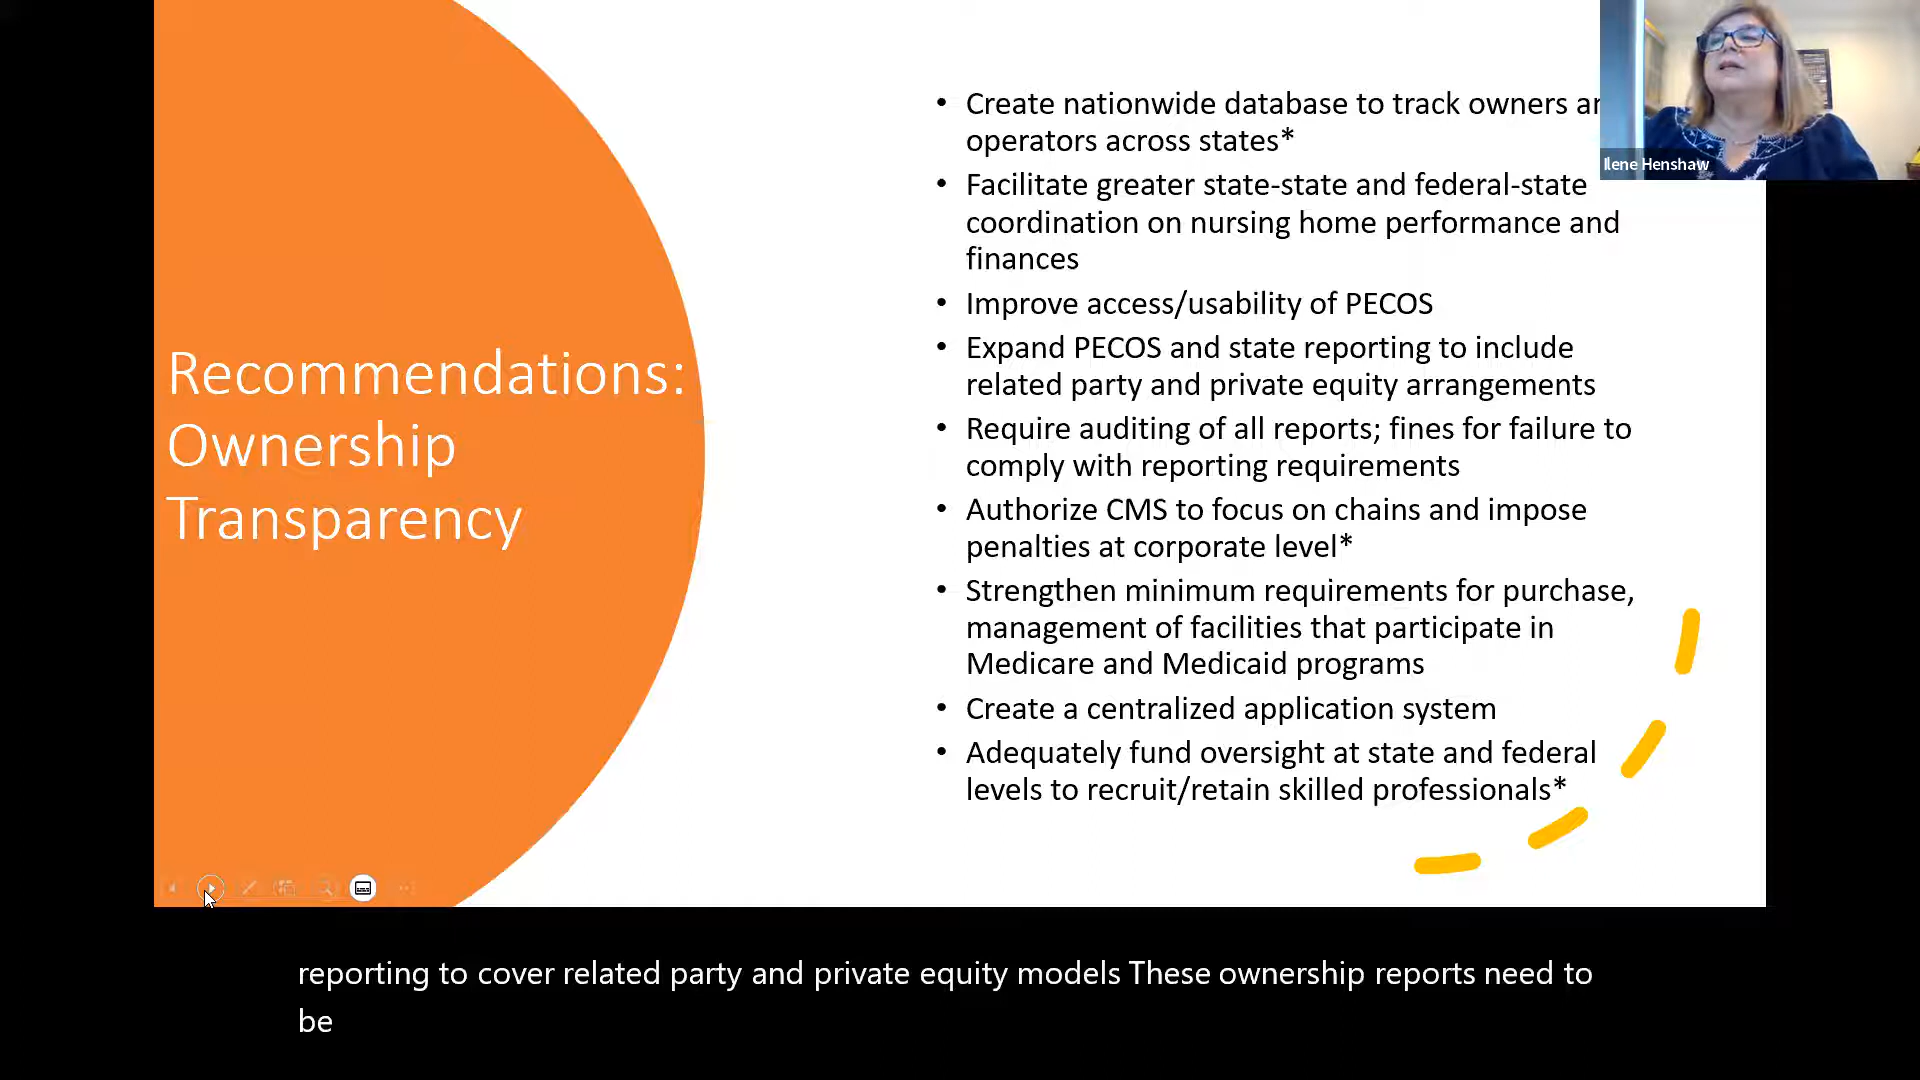 Recommendations:
Ownership
Transparency
• Create nationwide database to track owners
operators across states*
• Facilitate greater state-state and federal-state
coordination on nursing home performance and
finances
• Improve access/usability of PECOS
• Expand PECOS and state reporting to include
related party and private equity arrangements
• Require auditing of all reports; fines for failure to
comply with reporting requirements
• Authorize CMS to focus on chains and impose
penalties at corporate level*
• Strengthen minimum requirements for purchase,
management of facilities that participate in
Medicare and Medicaid programs
• Create a centralized application system
• Adequately fund oversight at state and federal
levels to recruit/retain skilled professionals*
Ilene Henshaw
reporting to cover related party and private equity models These ownership reports need to
be